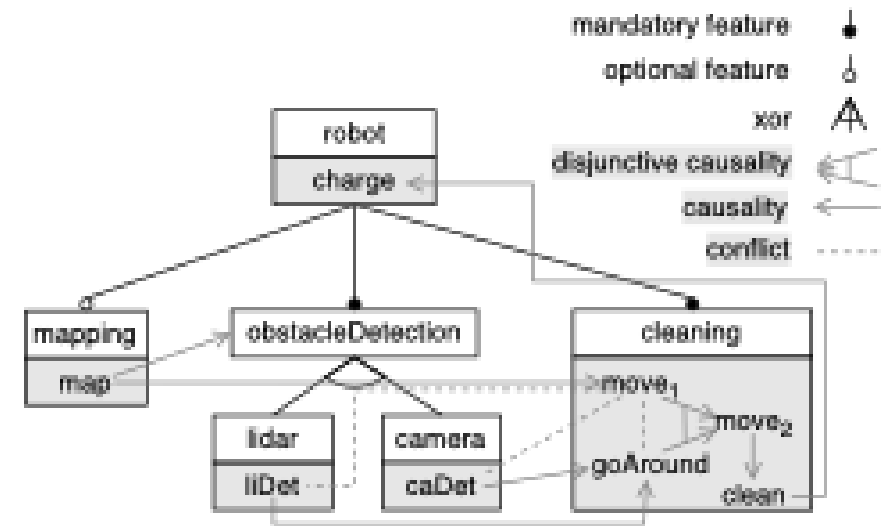 mandatory feature
optional feature
xor
disjunctive causality
causality
conflict
robot
charge
mapping
map
obstacleDetection
cleaning
move1
move2
goAround
clean
lidar
liDet
camera
caDet